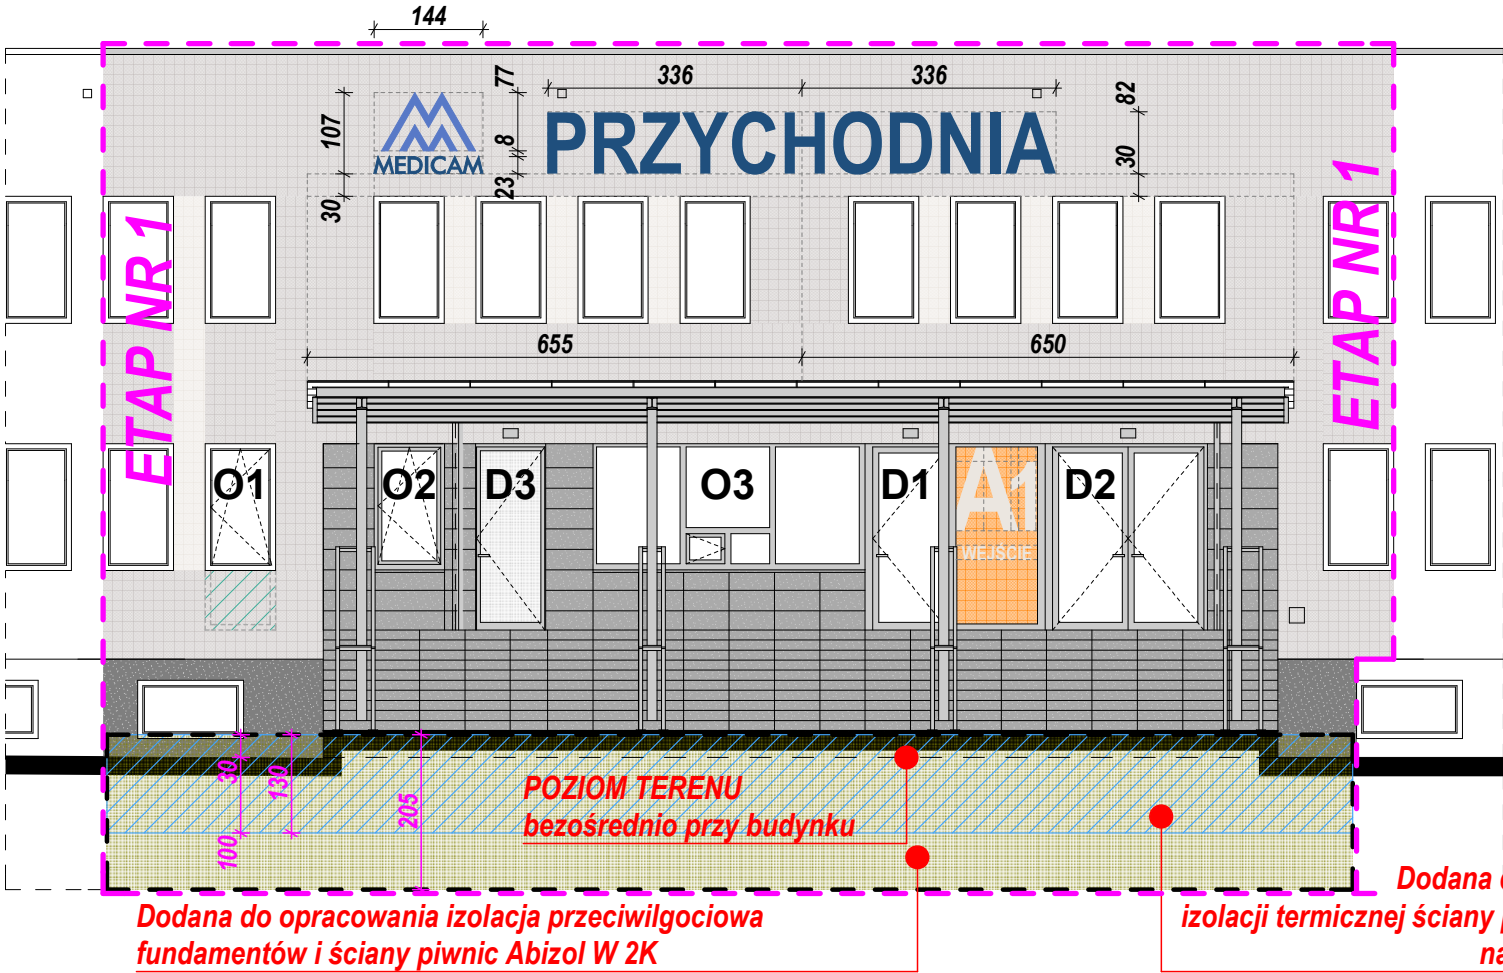 144
336
336
77
82
107
8
PRZYCHODNIA
MEDICAM
30
23
30
ETAP NR 1
ETAP NR 1
655
650
O1
O2
D3
O3
D1
A1
D2
WEJŚCIE
30
130
205
100
POZIOM TERENU
bezośrednio przy budynku
Dodana
Dodana do opracowania izolacja przeciwilgociowa
izolacji termicznej ściany
fundamentów i ściany piwnic Abizol W 2K
na